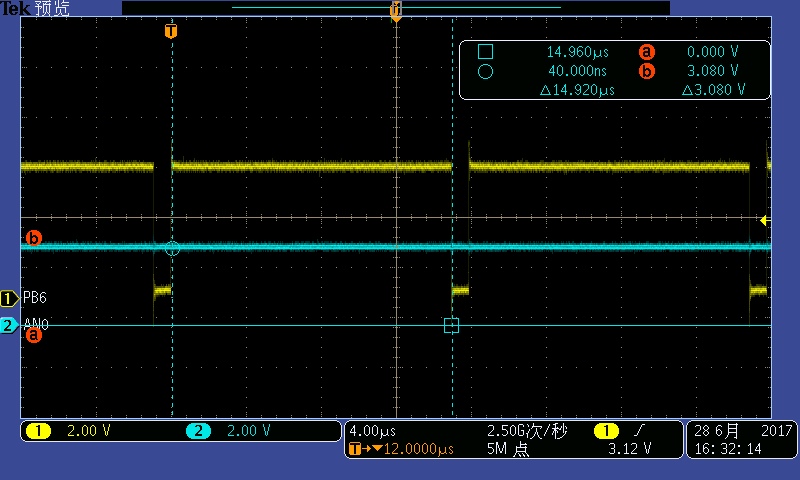 Tek 预览
T
14.960μs
a
0.000 V
40.000ns
b
3.080 V
△14.920μs
△3.080 V
b
1
PB6
2
AN0
a
1
2.00 V
2
2.00 V
4.00μs
2.50G次/秒
1
T→▼12.0000μs
5M 点
3.12 V
28 6月 2017
16:32:14